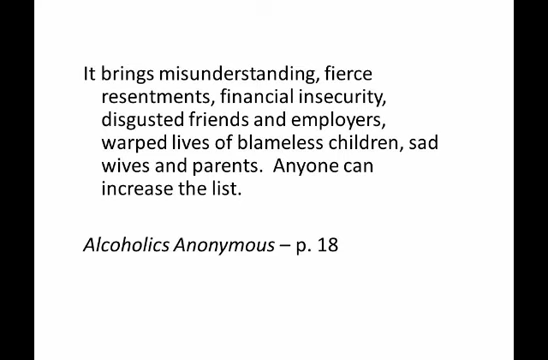 It brings misunderstanding, fierce
resentments, financial insecurity,
disgusted friends and employers,
warped lives of blameless children, sad
wives and parents.  Anyone can
increase the list.
Alcoholics Anonymous – p. 18